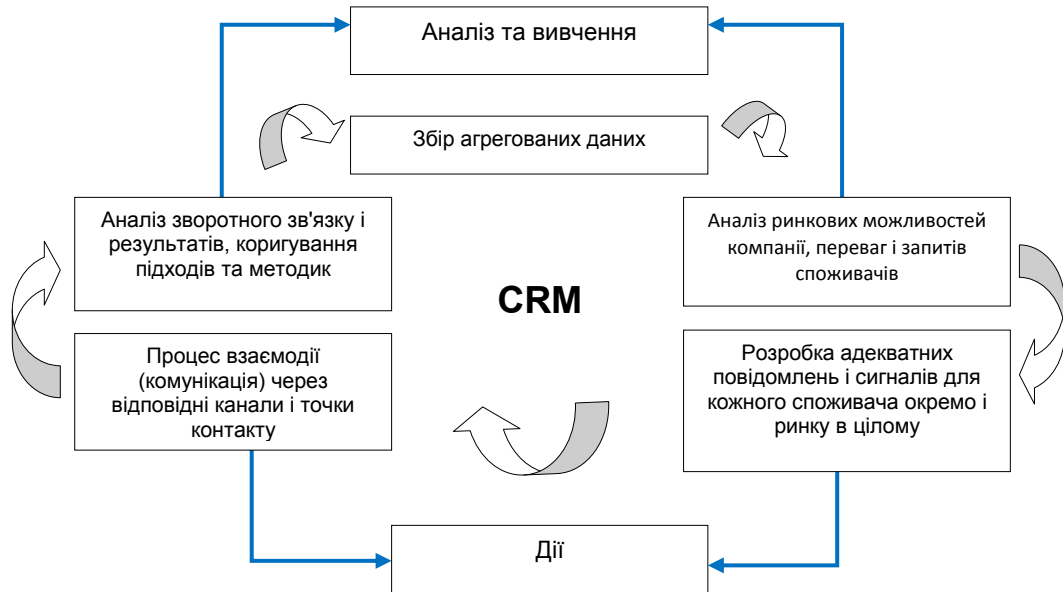 Аналіз та вивчення
Збір агрегованих даних
Аналіз зворотного зв'язку і
результатів, коригування
підходів та методик
Аналіз ринкових можливостей
компанії, переваг і запитів
споживачів
CRM
Процес взаємодії
(комунікація) через
відповідні канали і точки
контакту
Розробка адекватних
повідомлень і сигналів для
кожного споживача окремо і
ринку в цілому
Дії